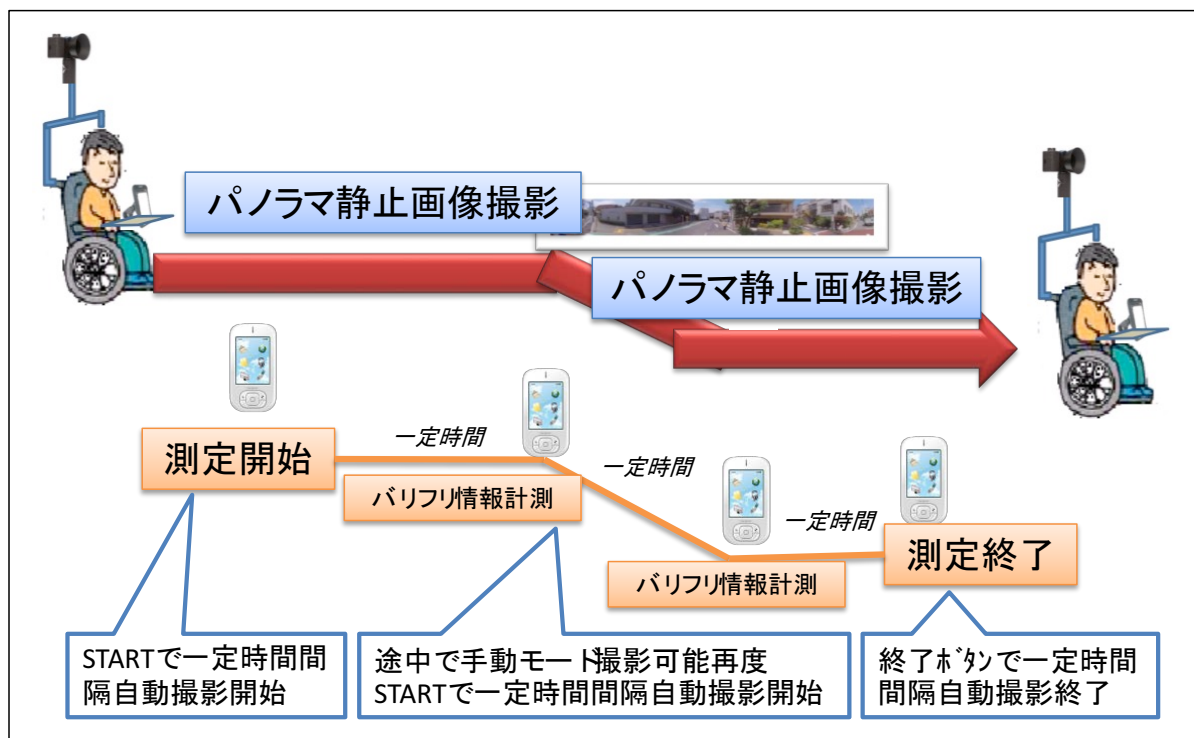 パノラマ静止画像撮影
パノラマ静止画像撮影
測定開始
一定時間
バリフリ情報計測
一定時間
バリフリ情報計測
一定時間
測定終了
STARTで一定時間間
隔自動撮影開始
途中で手動モード撮影可能再度
STARTで一定時間間隔自動撮影開始
終了ﾎﾞﾀﾝで一定時間
間隔自動撮影終了